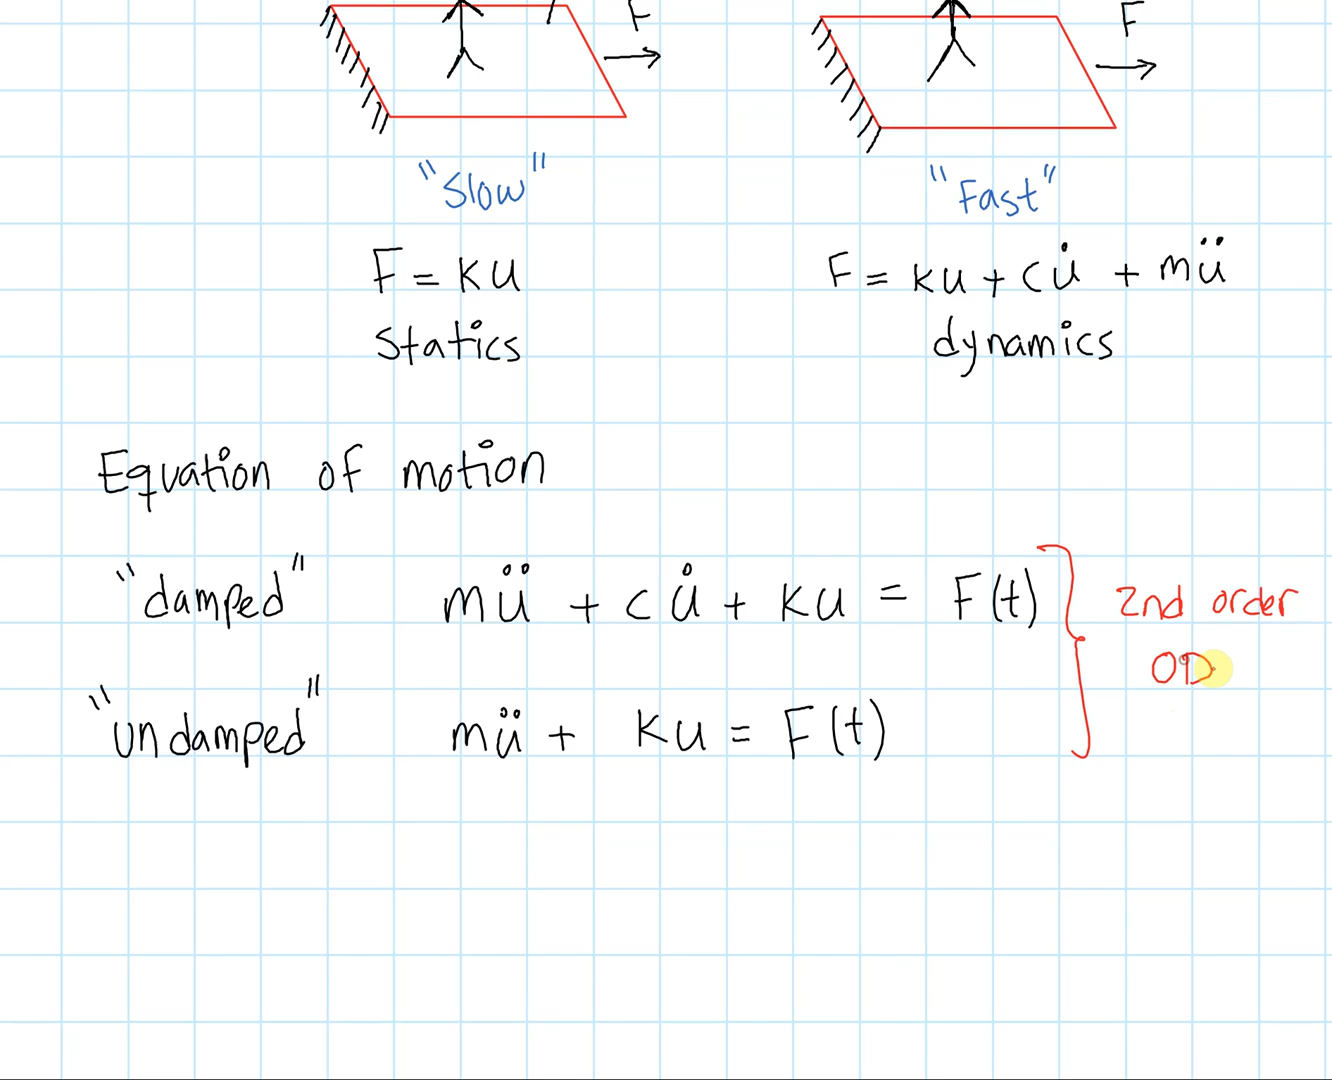 F F
"Slow" "Fast"
F = ku F = ku + cu̇ + mü
Statics dynamics
Equation of motion
"damped" mü + cu̇ + ku = F(t) 2nd order
OD
"undamped" mü + ku = F(t)